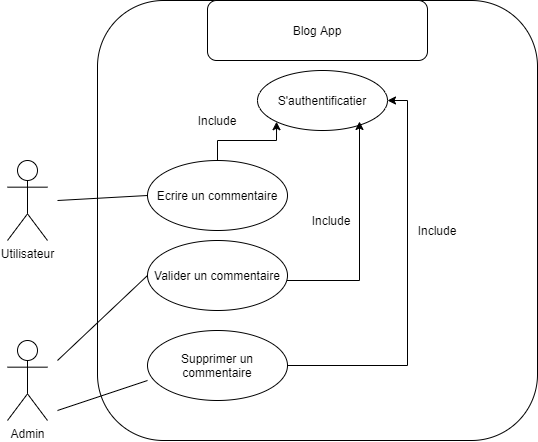 Blog App
S'authentificatier
Include
Ecrire un commentaire
Include
Include
Utilisateur
Valider un commentaire
Supprimer un
commentaire
Admin